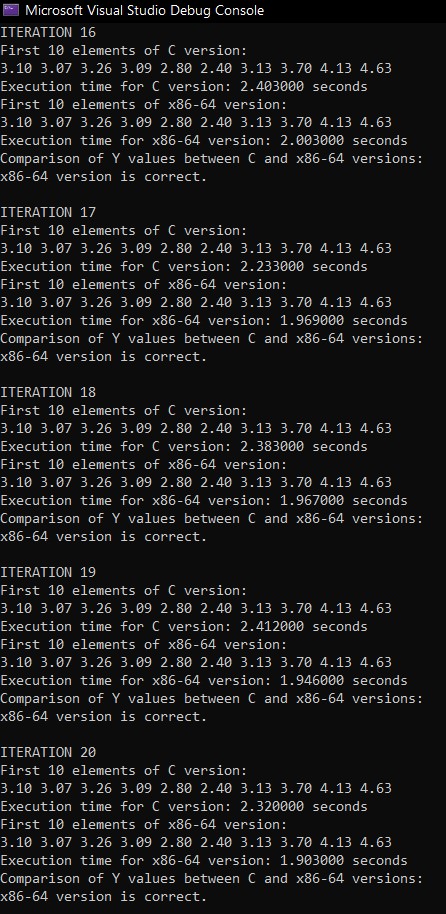 Microsoft Visual Studio Debug Console
ITERATION 16
First 10 elements of C version:
3.10 3.07 3.26 3.09 2.80 2.40 3.13 3.70 4.13 4.63
Execution time for C version: 2.403000 seconds
First 10 elements of x86-64 version:
3.10 3.07 3.26 3.09 2.80 2.40 3.13 3.70 4.13 4.63
Execution time for x86-64 version: 2.003000 seconds
Comparison of Y values between C and x86-64 versions:
x86-64 version is correct.
ITERATION 17
First 10 elements of C version:
3.10 3.07 3.26 3.09 2.80 2.40 3.13 3.70 4.13 4.63
Execution time for C version: 2.233000 seconds
First 10 elements of x86-64 version:
3.10 3.07 3.26 3.09 2.80 2.40 3.13 3.70 4.13 4.63
Execution time for x86-64 version: 1.969000 seconds
Comparison of Y values between C and x86-64 versions:
x86-64 version is correct.
ITERATION 18
First 10 elements of C version:
3.10 3.07 3.26 3.09 2.80 2.40 3.13 3.70 4.13 4.63
Execution time for C version: 2.383000 seconds
First 10 elements of x86-64 version:
3.10 3.07 3.26 3.09 2.80 2.40 3.13 3.70 4.13 4.63
Execution time for x86-64 version: 1.967000 seconds
Comparison of Y values between C and x86-64 versions:
x86-64 version is correct.
ITERATION 19
First 10 elements of C version:
3.10 3.07 3.26 3.09 2.80 2.40 3.13 3.70 4.13 4.63
Execution time for C version: 2.412000 seconds
First 10 elements of x86-64 version:
3.10 3.07 3.26 3.09 2.80 2.40 3.13 3.70 4.13 4.63
Execution time for x86-64 version: 1.946000 seconds
Comparison of Y values between C and x86-64 versions:
x86-64 version is correct.
ITERATION 20
First 10 elements of C version:
3.10 3.07 3.26 3.09 2.80 2.40 3.13 3.70 4.13 4.63
Execution time for C version: 2.320000 seconds
First 10 elements of x86-64 version:
3.10 3.07 3.26 3.09 2.80 2.40 3.13 3.70 4.13 4.63
Execution time for x86-64 version: 1.903000 seconds
Comparison of Y values between C and x86-64 versions:
x86-64 version is correct.